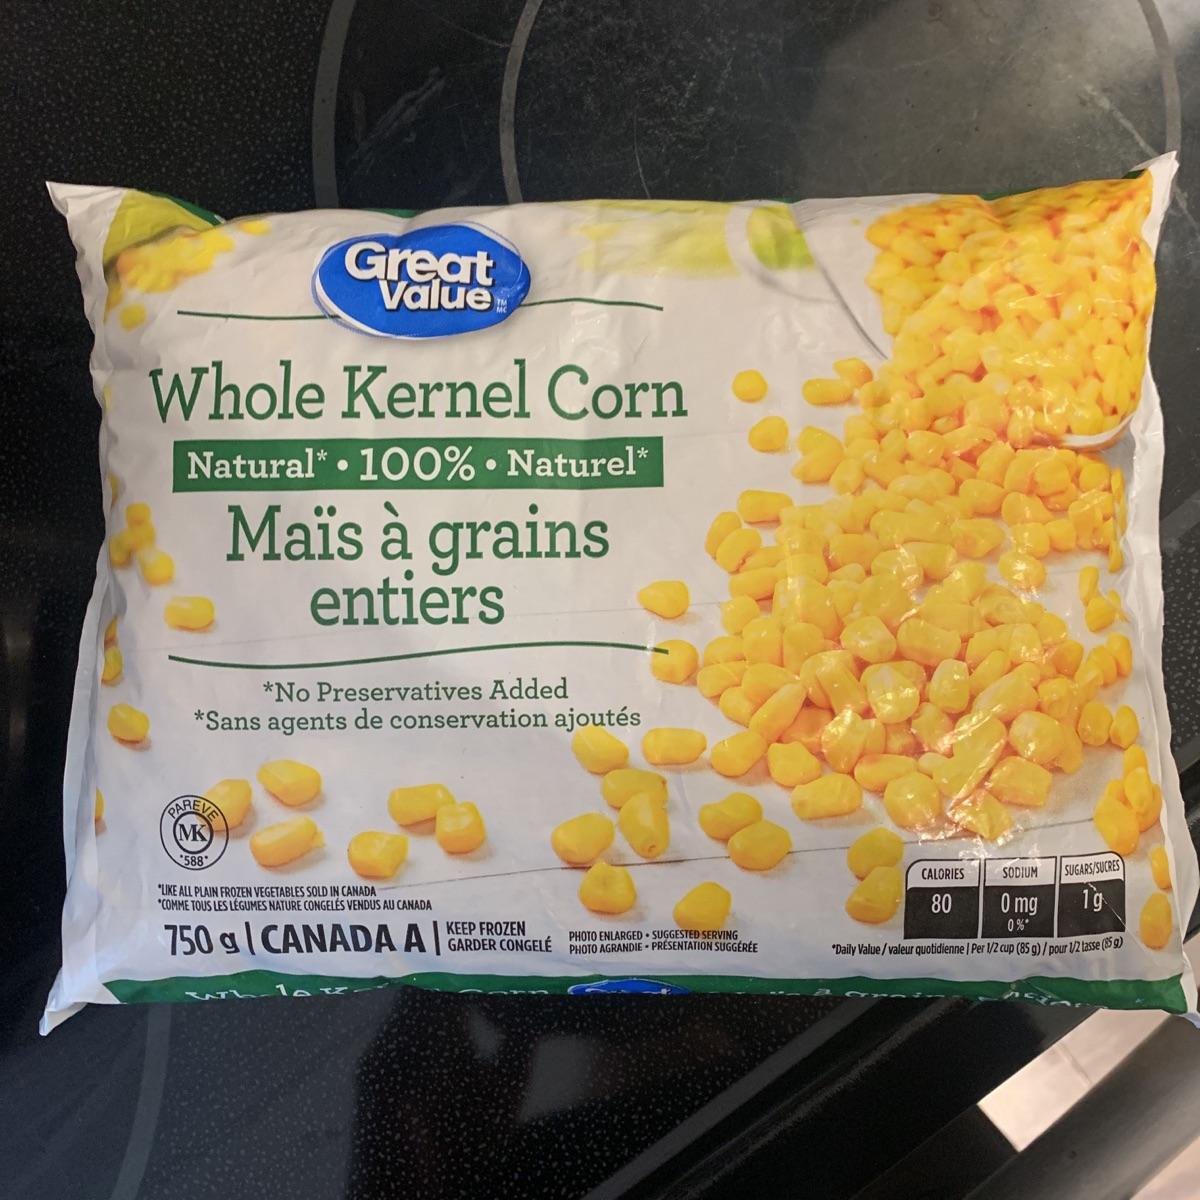 Great
Value
TM
MC
Whole Kernel Corn
Natural* • 100% • Naturel*
Maïs à grains
entiers
*No Preservatives Added
*Sans agents de conservation ajoutés
PAREVE
MK
*588*
*LIKE ALL PLAIN FROZEN VEGETABLES SOLD IN CANADA
*COMME TOUS LES LÉGUMES NATURE CONGELÉS VENDUS AU CANADA
750 g | CANADA A | KEEP FROZEN
GARDER CONGELÉ
PHOTO ENLARGED • SUGGESTED SERVING
PHOTO AGRANDIE • PRÉSENTATION SUGGÉRÉE
CALORIES
80
SODIUM
0 mg
0 %*
SUGARS/SUCRES
1 g
*Daily Value / valeur quotidienne | Per 1/2 cup (85 g) / pour 1/2 tasse (85 g)